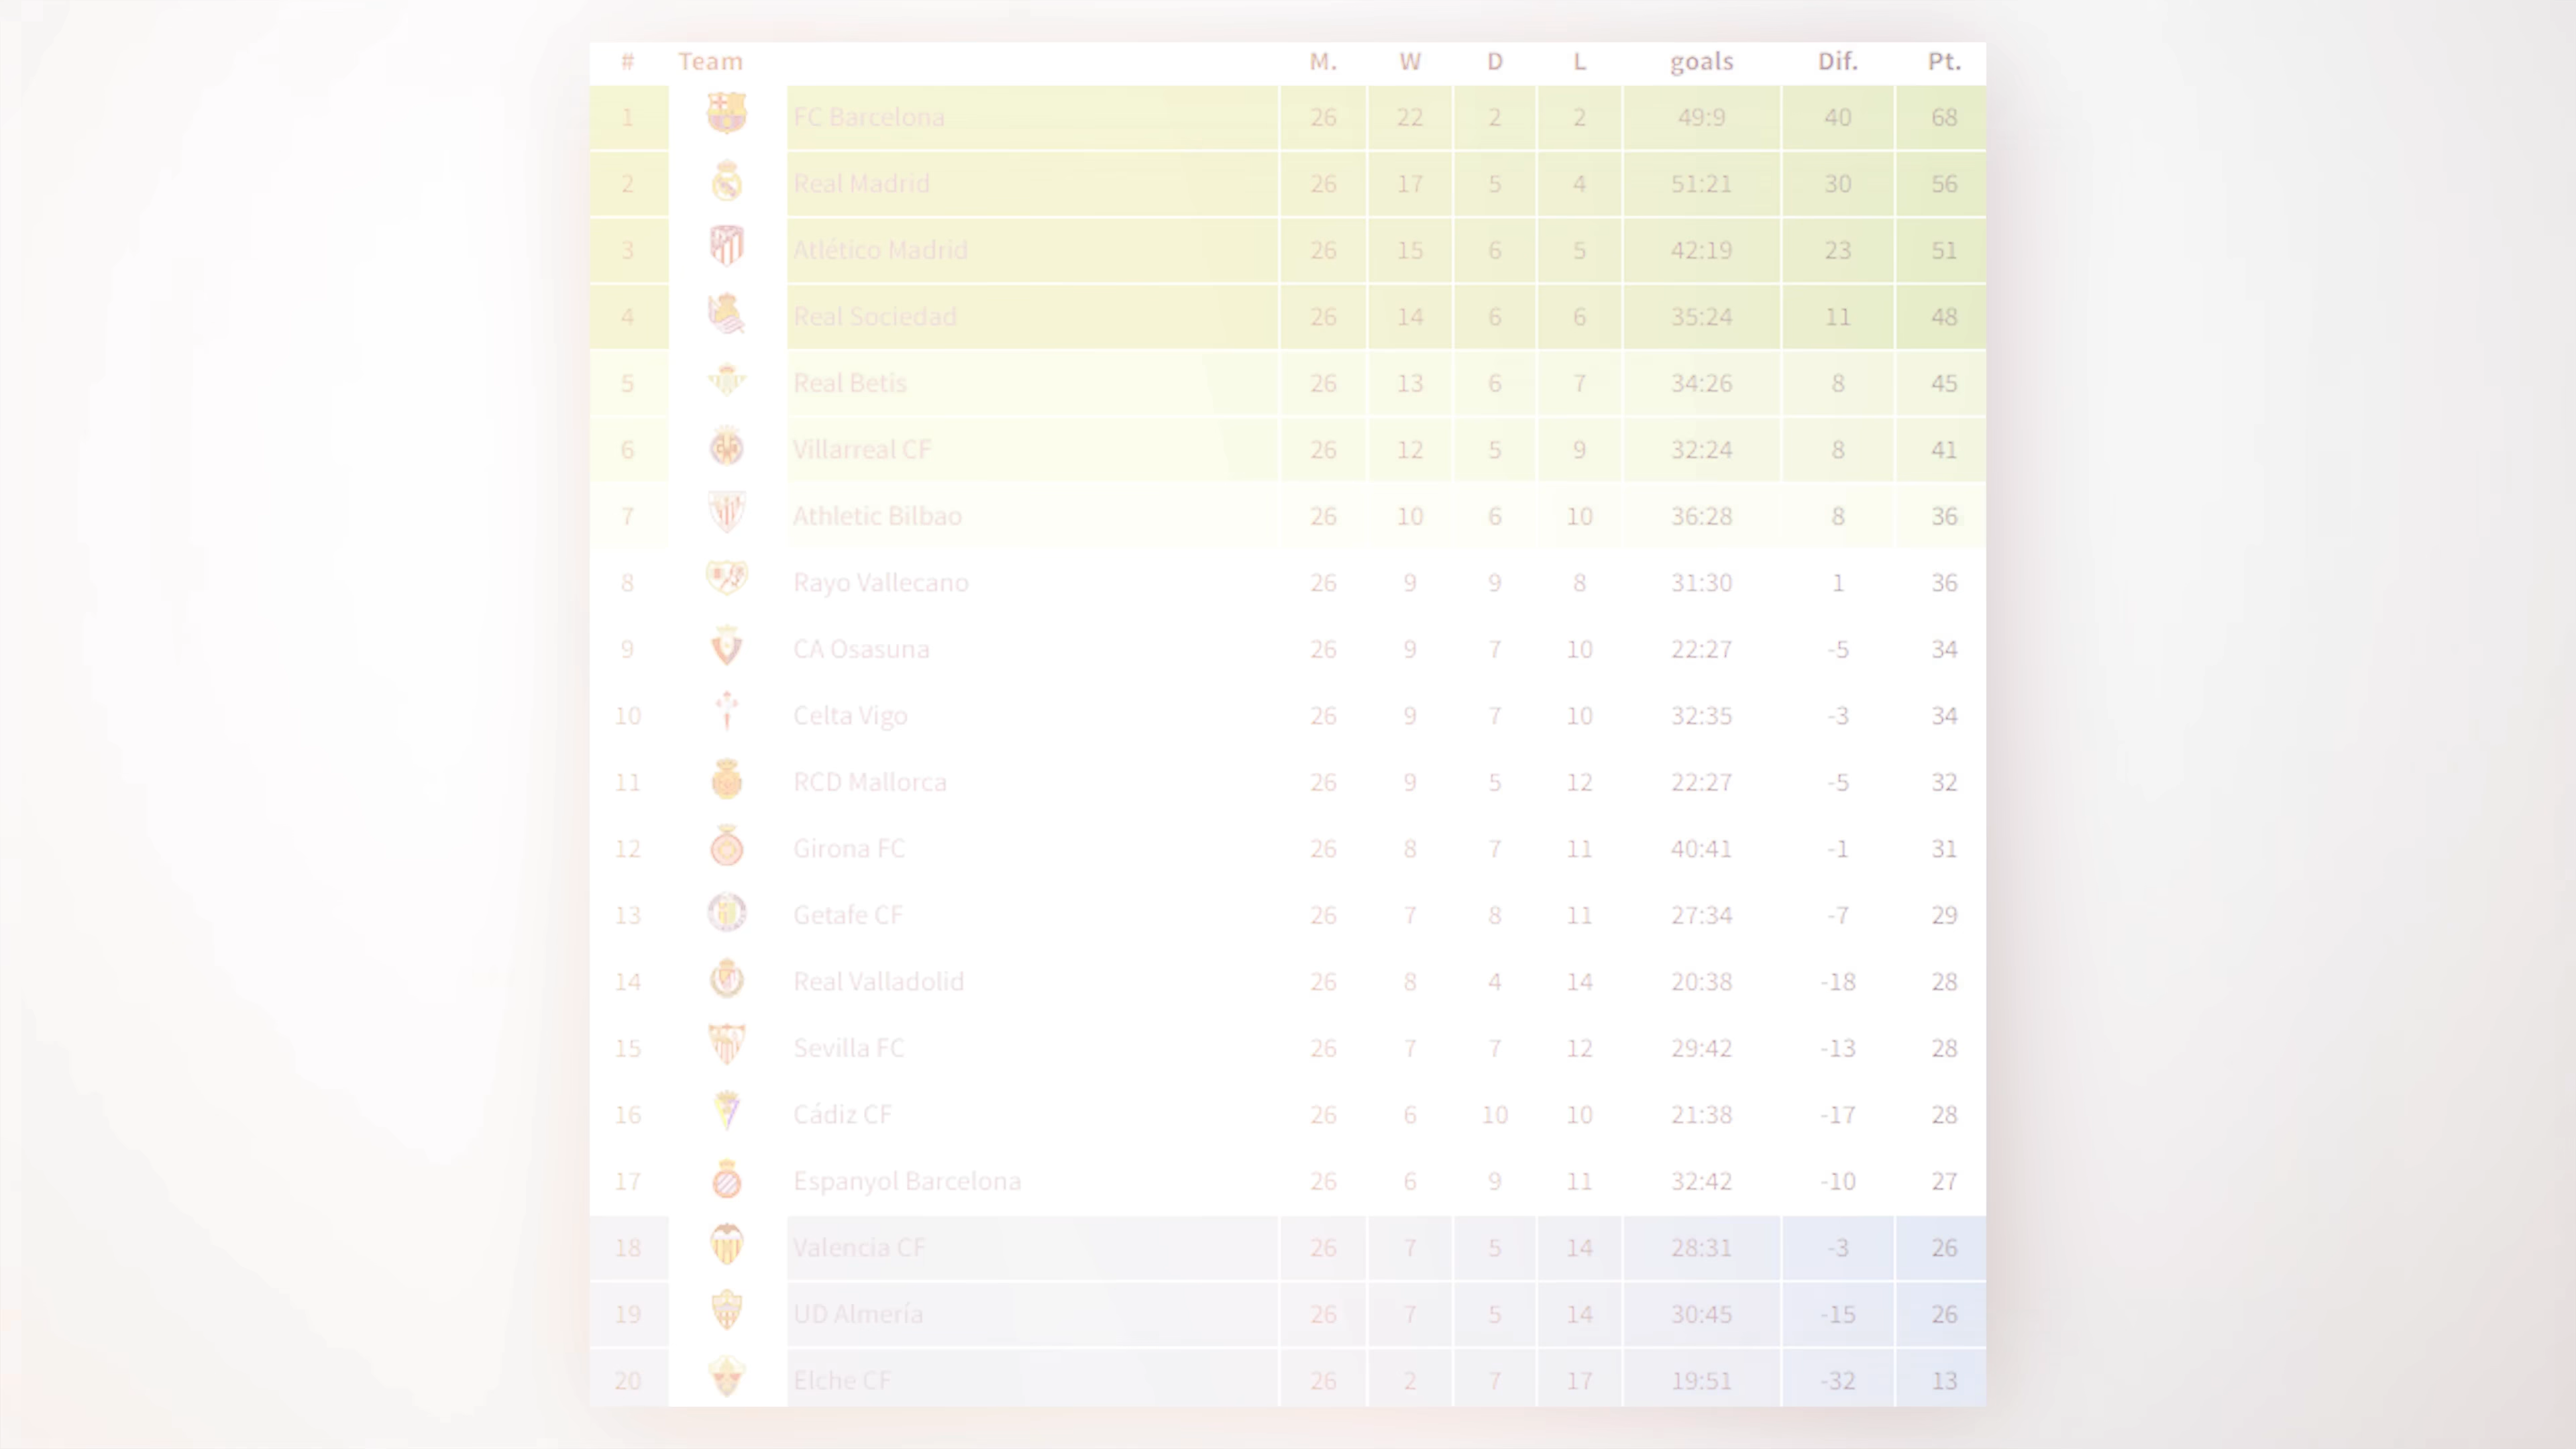 # Team M. W D L goals Dif. Pt.
1 FC Barcelona 26 22 2 2 49:9 40 68
2 Real Madrid 26 17 5 4 51:21 30 56
3 Atlético Madrid 26 15 6 5 42:19 23 51
4 Real Sociedad 26 14 6 6 35:24 11 48
5 Real Betis 26 13 6 7 34:26 8 45
6 Villarreal CF 26 12 5 9 32:24 8 41
7 Athletic Bilbao 26 10 6 10 36:28 8 36
8 Rayo Vallecano 26 9 9 8 31:30 1 36
9 CA Osasuna 26 9 7 10 22:27 -5 34
10 Celta Vigo 26 9 7 10 32:35 -3 34
11 RCD Mallorca 26 9 5 12 22:27 -5 32
12 Girona FC 26 8 7 11 40:41 -1 31
13 Getafe CF 26 7 8 11 27:34 -7 29
14 Real Valladolid 26 8 4 14 20:38 -18 28
15 Sevilla FC 26 7 7 12 29:42 -13 28
16 Cádiz CF 26 6 10 10 21:38 -17 28
17 Espanyol Barcelona 26 6 9 11 32:42 -10 27
18 Valencia CF 26 7 5 14 28:31 -3 26
19 UD Almería 26 7 5 14 30:45 -15 26
20 Elche CF 26 2 7 17 19:51 -32 13